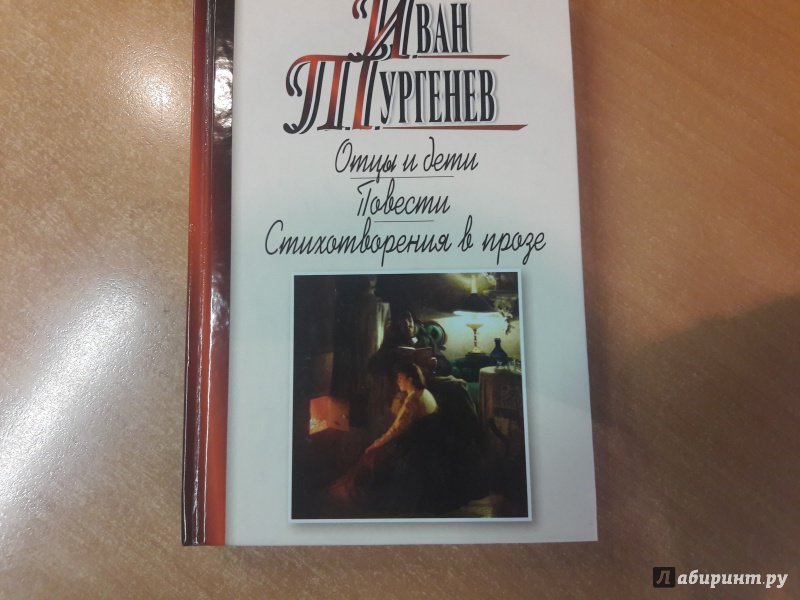 Иван
Тургенев
Отцы и дети
Повести
Стихотворения в прозе
Лабиринт.ру